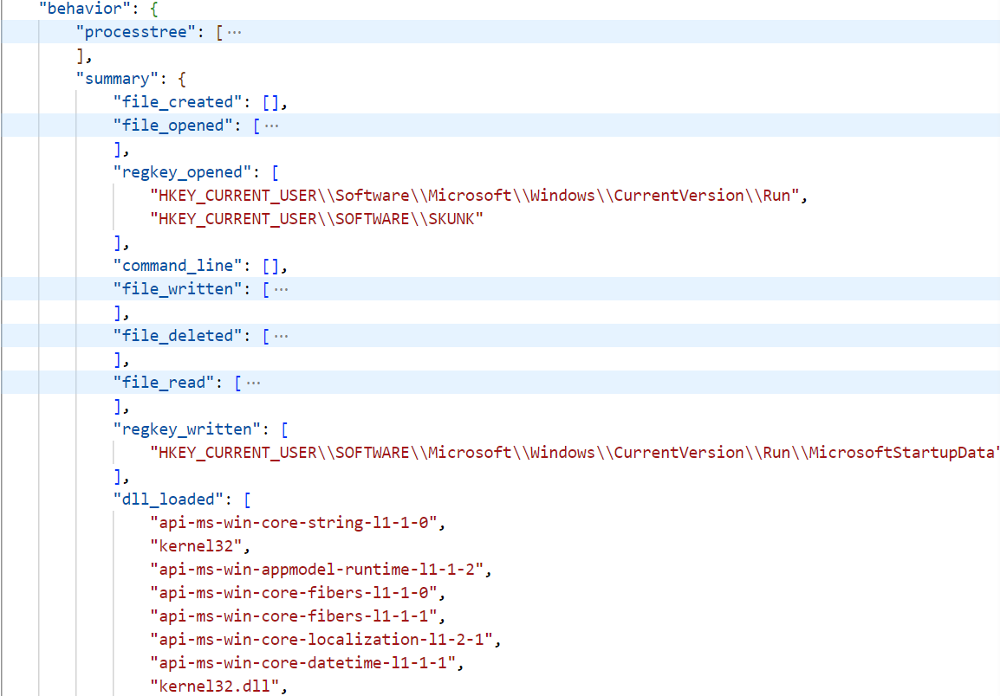 "behavior": {
"processtree": [ ···
],
"summary": {
"file_created": [],
"file_opened": [ ···
],
"regkey_opened": [
"HKEY_CURRENT_USER\\Software\\Microsoft\\Windows\\CurrentVersion\\Run",
"HKEY_CURRENT_USER\\SOFTWARE\\SKUNK"
],
"command_line": [],
"file_written": [ ···
],
"file_deleted": [ ···
],
"file_read": [ ···
],
"regkey_written": [
"HKEY_CURRENT_USER\\SOFTWARE\\Microsoft\\Windows\\CurrentVersion\\Run\\MicrosoftStartupData"
],
"dll_loaded": [
"api-ms-win-core-string-l1-1-0",
"kernel32",
"api-ms-win-appmodel-runtime-l1-1-2",
"api-ms-win-core-fibers-l1-1-0",
"api-ms-win-core-fibers-l1-1-1",
"api-ms-win-core-localization-l1-2-1",
"api-ms-win-core-datetime-l1-1-1",
"kernel32.dll",